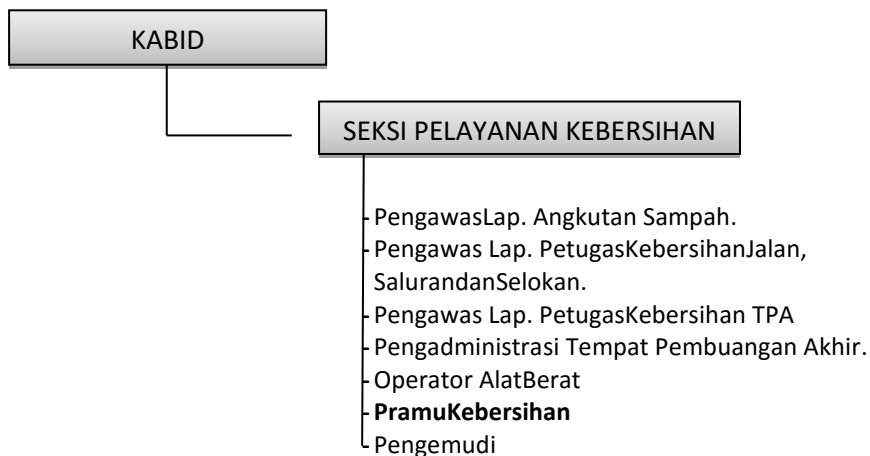 KABID
SEKSI PELAYANAN KEBERSIHAN
- PengawasLap. Angkutan Sampah.
- Pengawas Lap. PetugasKebersihanJalan,
SalurandanSelokan.
- Pengawas Lap. PetugasKebersihan TPA
- Pengadministrasi Tempat Pembuangan Akhir.
- Operator AlatBerat
- PramuKebersihan
- Pengemudi